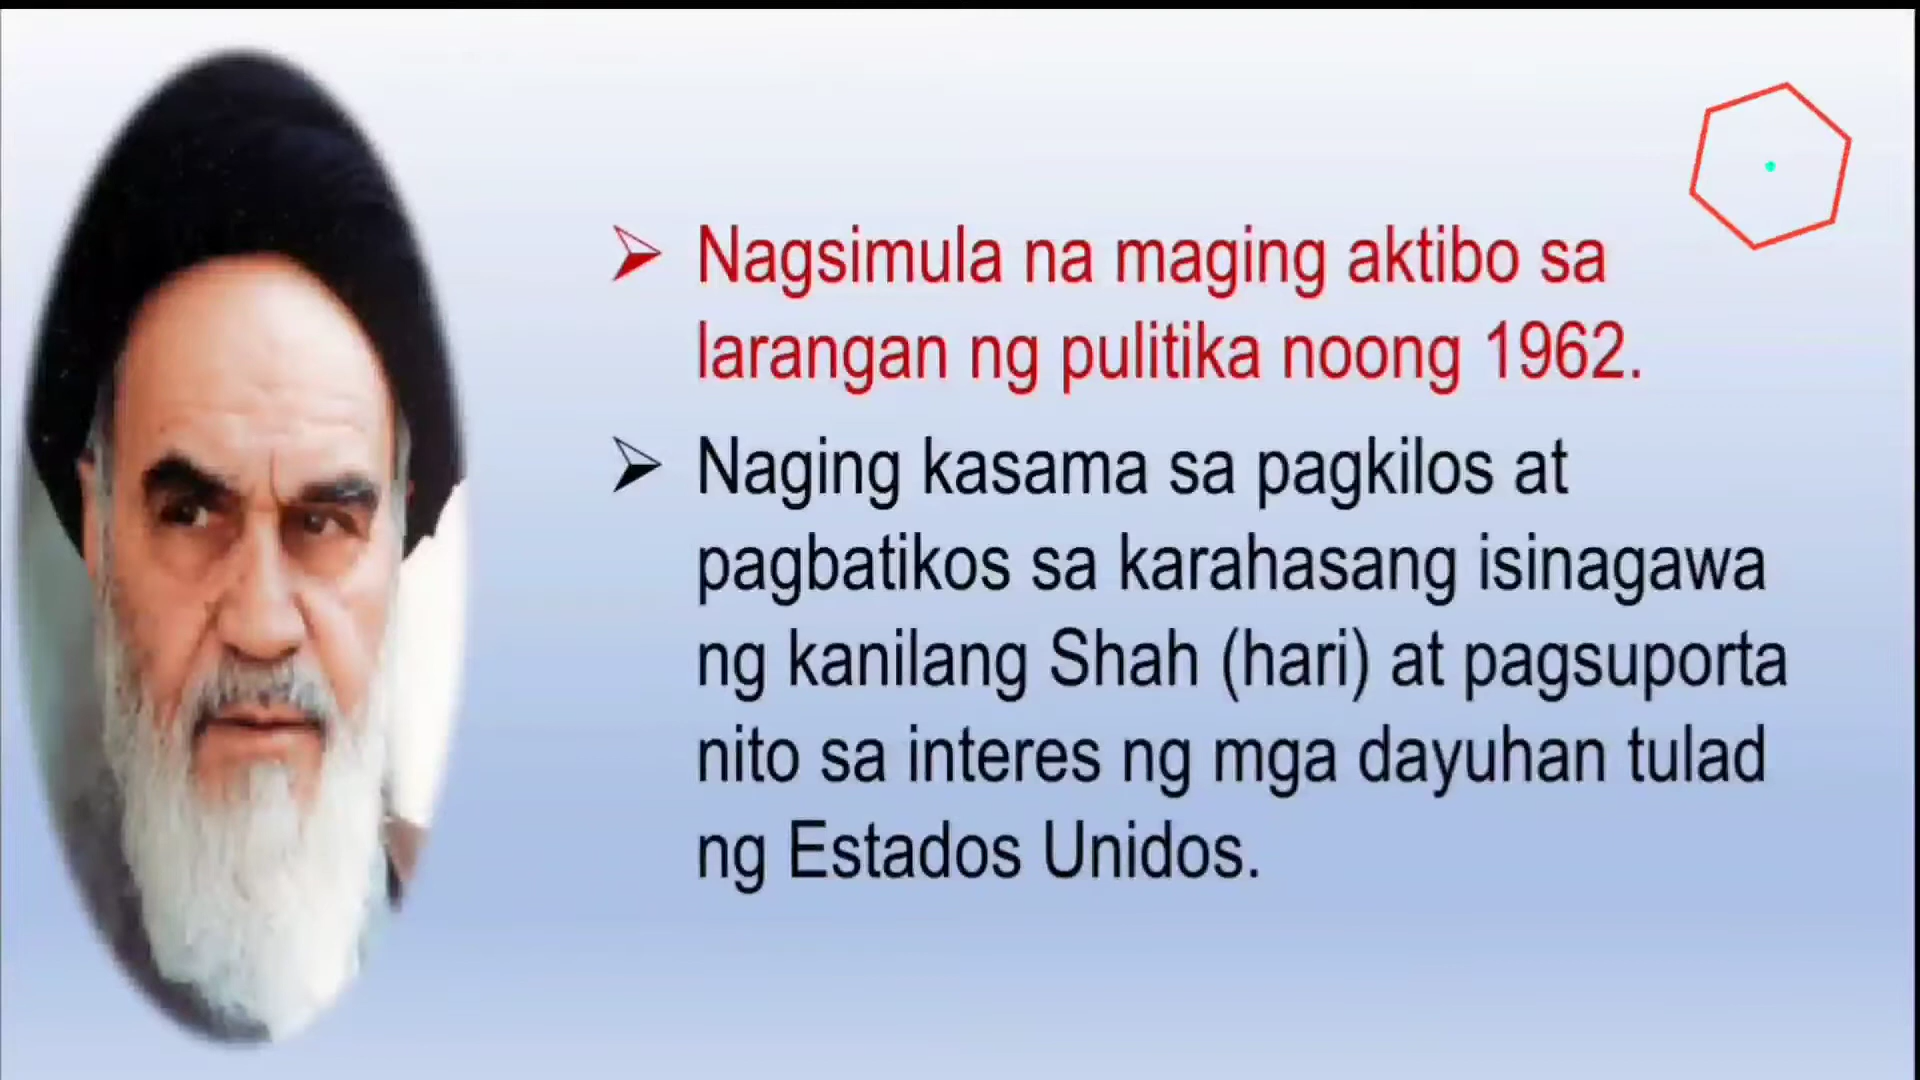 Nagsimula na maging aktibo sa
larangan ng pulitika noong 1962.
Naging kasama sa pagkilos at
pagbatikos sa karahasang isinagawa
ng kanilang Shah (hari) at pagsuporta
nito sa interes ng mga dayuhan tulad
ng Estados Unidos.